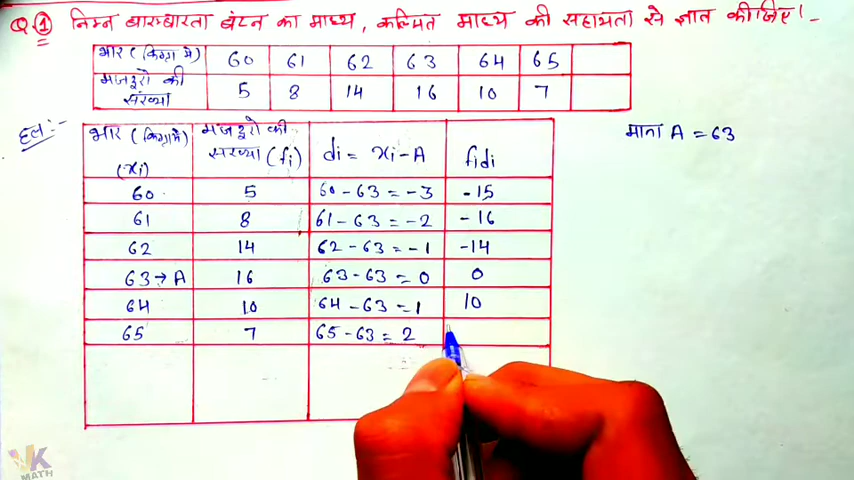 Q.① निम्न बारम्बारता बंटन का माध्य, कल्पित माध्य की सहायता से ज्ञात कीजिए!-
भार (किग्रा में) 60 61 62 63 64 65
मजदूरो की संख्या 5 8 14 16 10 7
हल:-
माना A = 63
भार (किग्रा में) (xi) मजदूरो की संख्या (fi) di = xi-A fidi
60 5 60-63=-3 -15
61 8 61-63=-2 -16
62 14 62-63=-1 -14
63→A 16 63-63=0 0
64 10 64-63=1 10
65 7 65-63=2
VK
MATH